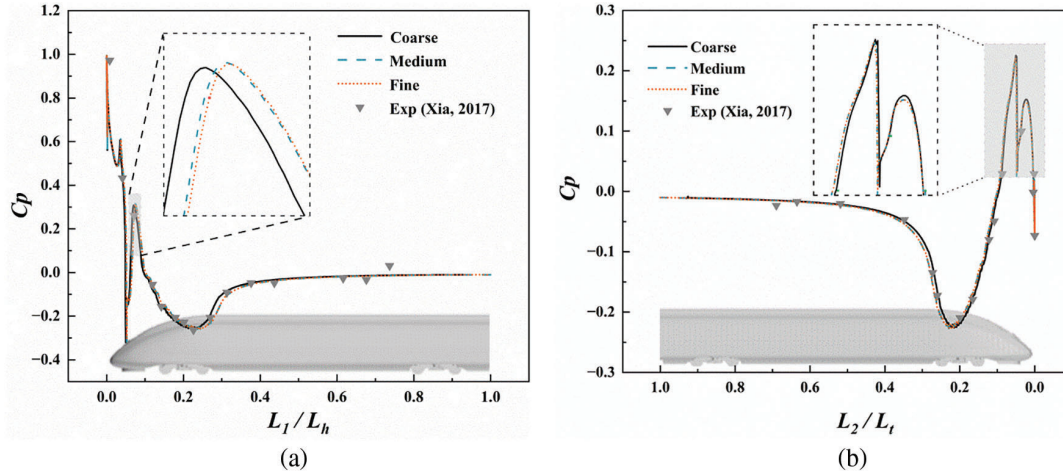 1.2
1.0
0.8
0.6
0.4
0.2
0.0
−0.2
−0.4
Cp
0.0 0.2 0.4 0.6 0.8 1.0
L1 / Lh
Coarse
Medium
Fine
Exp (Xia, 2017)
(a)
0.3
0.2
0.1
0.0
−0.1
−0.2
−0.3
Cp
1.0 0.8 0.6 0.4 0.2 0.0
L2 / Lt
Coarse
Medium
Fine
Exp (Xia, 2017)
(b)